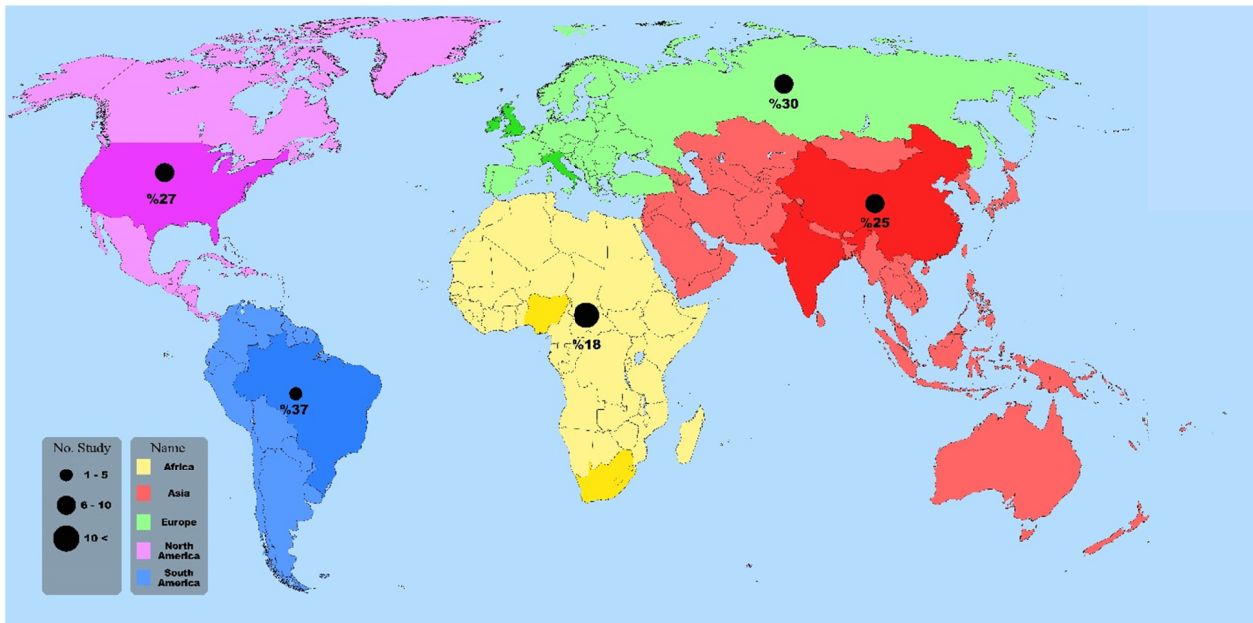 %30
%27
%25
%18
%37
No. Study
1 - 5
6 - 10
10 <
Name
Africa
Asia
Europe
North
America
South
America